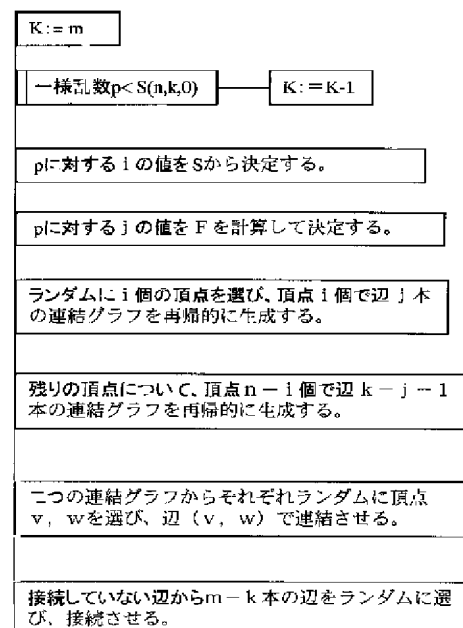 K:= m
一様乱数p< S(n,k,0)
K:＝K-1
pに対するiの値をSから決定する。
pに対するjの値をFを計算して決定する。
ランダムにi個の頂点を選び、頂点i個で辺j本
の連結グラフを再帰的に生成する。
残りの頂点について、頂点n－i個で辺k－j－1
本の連結グラフを再帰的に生成する。
二つの連結グラフからそれぞれランダムに頂点
v，wを選び、辺（v，w）で連結させる。
接続していない辺からm－k本の辺をランダムに選
び、接続させる。